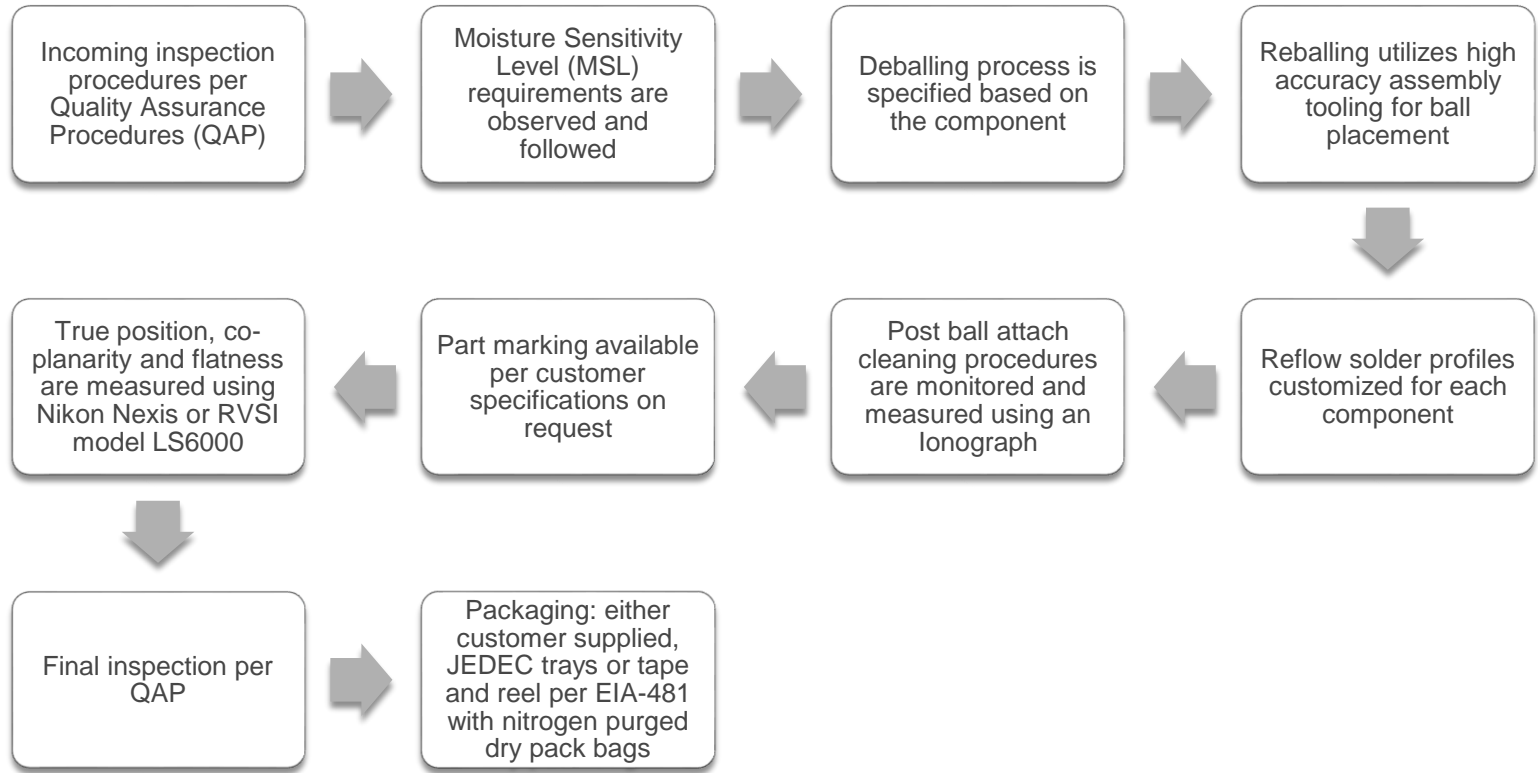 Incoming inspection
procedures per
Quality Assurance
Procedures (QAP)
Moisture Sensitivity
Level (MSL)
requirements are
observed and
followed
Deballing process is
specified based on
the component
Reballing utilizes high
accuracy assembly
tooling for ball
placement
Reflow solder profiles
customized for each
component
Post ball attach
cleaning procedures
are monitored and
measured using an
Ionograph
Part marking available
per customer
specifications on
request
True position, co-
planarity and flatness
are measured using
Nikon Nexis or RVSI
model LS6000
Final inspection per
QAP
Packaging: either
customer supplied,
JEDEC trays or tape
and reel per EIA-481
with nitrogen purged
dry pack bags